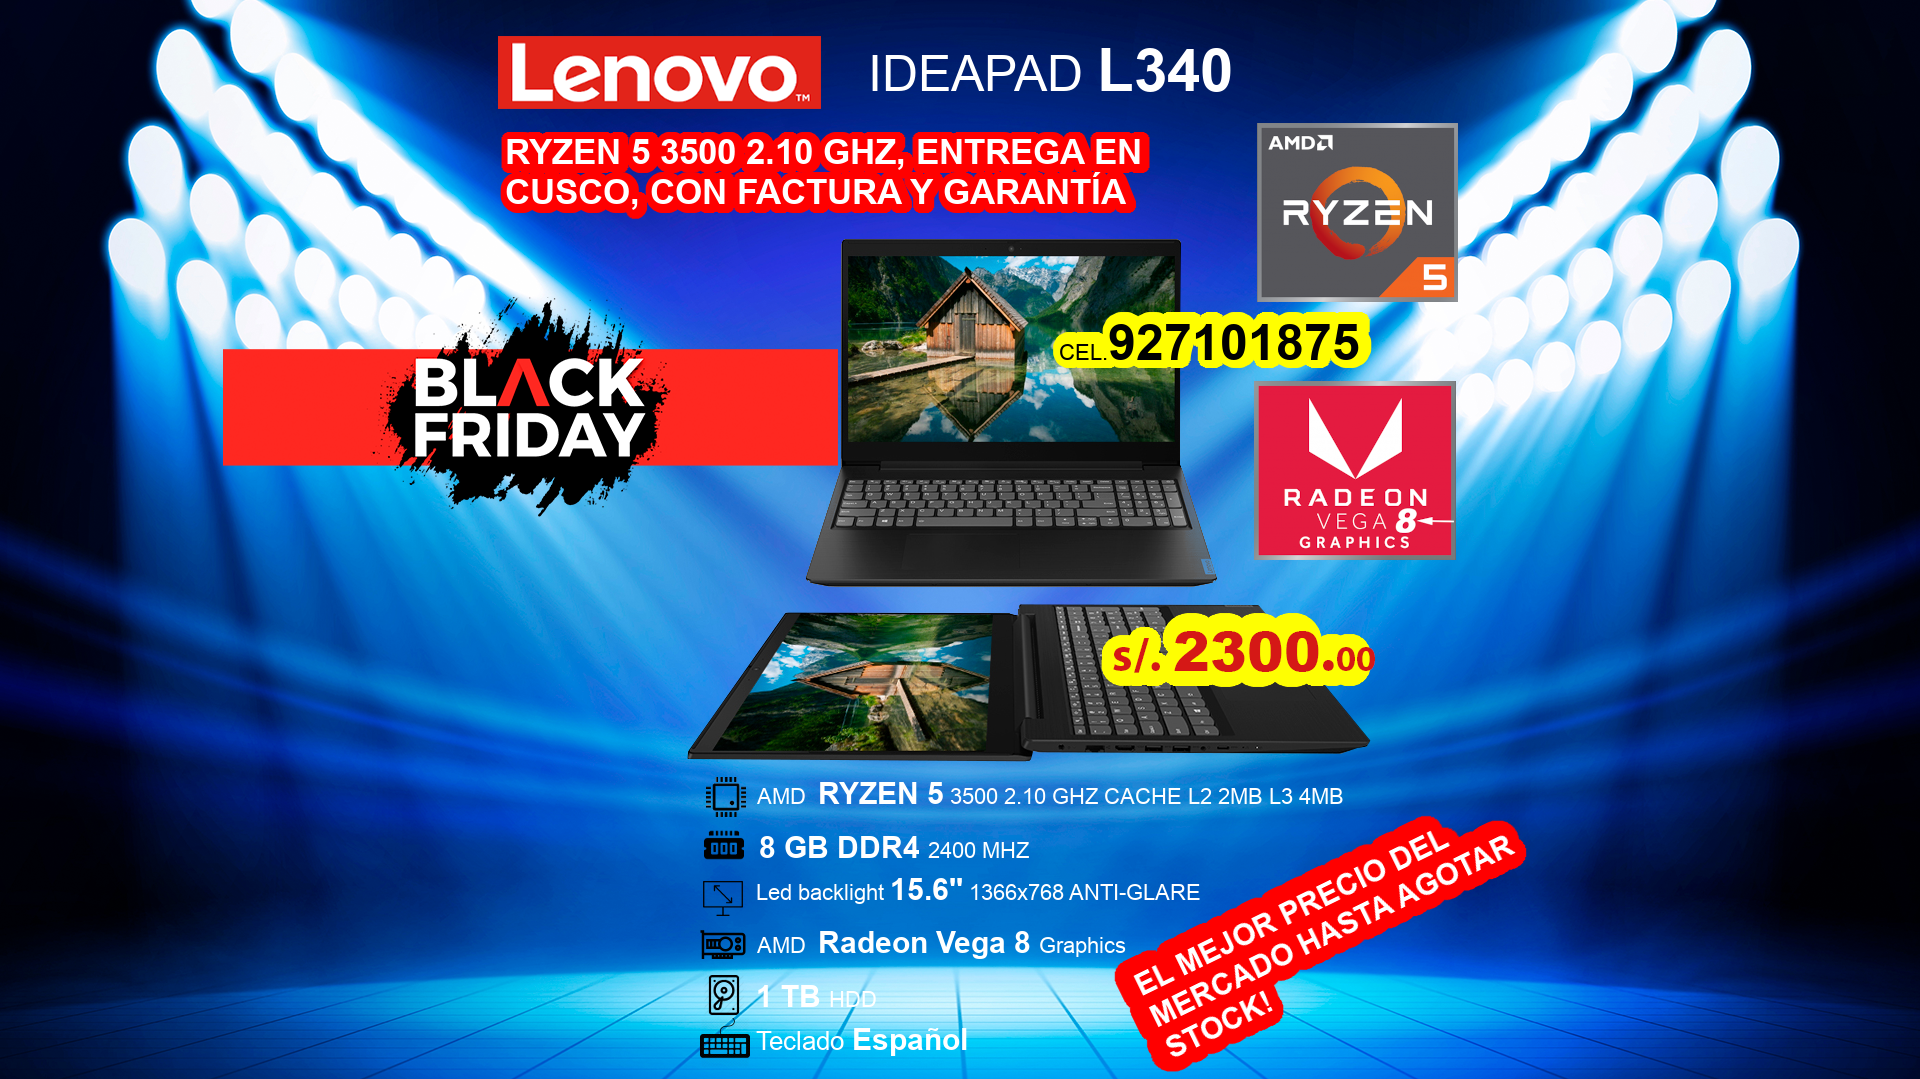 Lenovo™
IDEAPAD L340
RYZEN 5 3500 2.10 GHZ, ENTREGA EN
CUSCO, CON FACTURA Y GARANTÍA
AMD
RYZEN
5
BLACK
FRIDAY
CEL.927101875
RADEON
VEGA 8
GRAPHICS
s/. 2300.00
AMD RYZEN 5 3500 2.10 GHZ CACHE L2 2MB L3 4MB
8 GB DDR4 2400 MHZ
Led backlight 15.6" 1366x768 ANTI-GLARE
AMD Radeon Vega 8 Graphics
1 TB HDD
Teclado Español
EL MEJOR PRECIO DEL
MERCADO HASTA AGOTAR
STOCK!